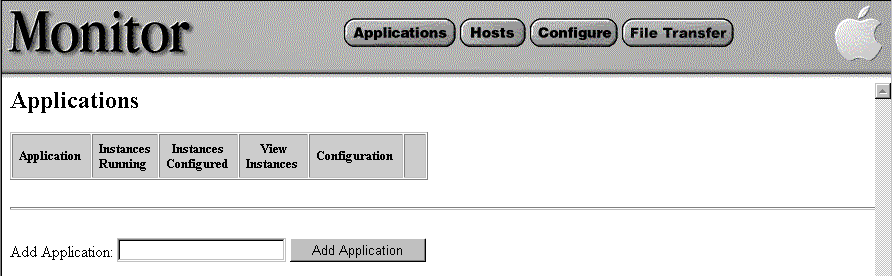 Monitor
Applications Hosts Configure File Transfer
Applications
Application
Instances
Running
Instances
Configured
View
Instances
Configuration
Add Application:
Add Application